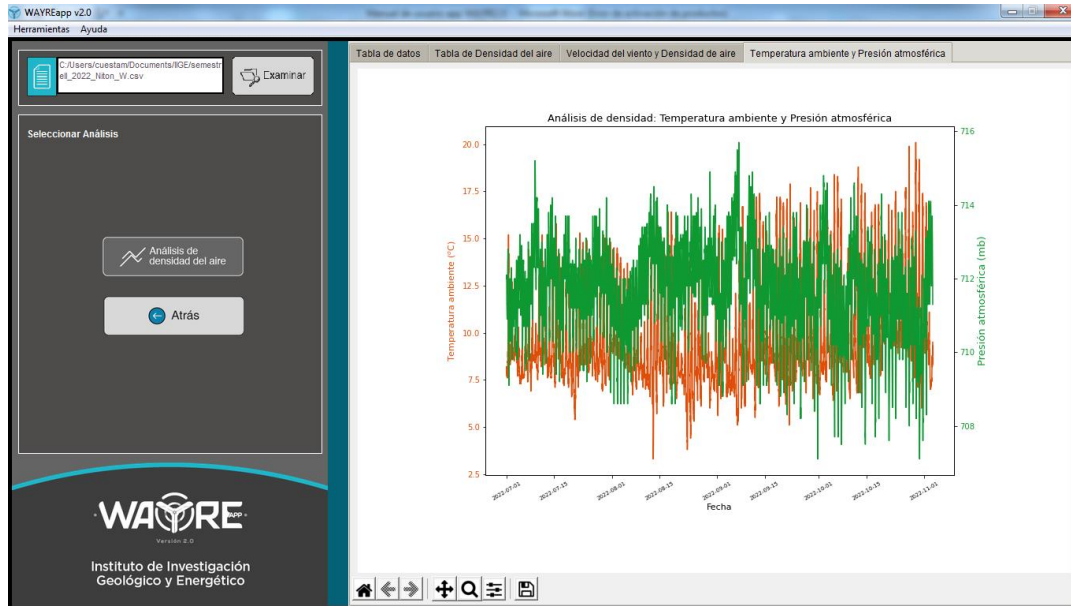 WAYREapp v2.0
Herramientas Ayuda
C:/Users/cuestam/Documents/IIGE/semestr
eII_2022_Niton_W.csv
Examinar
Seleccionar Análisis
Análisis de
densidad del aire
Atrás
WAYRE APP
Versión 2.0
Instituto de Investigación
Geológico y Energético
Tabla de datos Tabla de Densidad del aire Velocidad del viento y Densidad de aire Temperatura ambiente y Presión atmosférica
Análisis de densidad: Temperatura ambiente y Presión atmosférica
Temperatura ambiente (°C)
20.0
17.5
15.0
12.5
10.0
7.5
5.0
2.5
716
714
712
710
708
Presión atmosférica (mb)
2022-07-01 2022-07-15 2022-08-01 2022-08-15 2022-09-01 2022-09-15 2022-10-01 2022-10-15 2022-11-01
Fecha